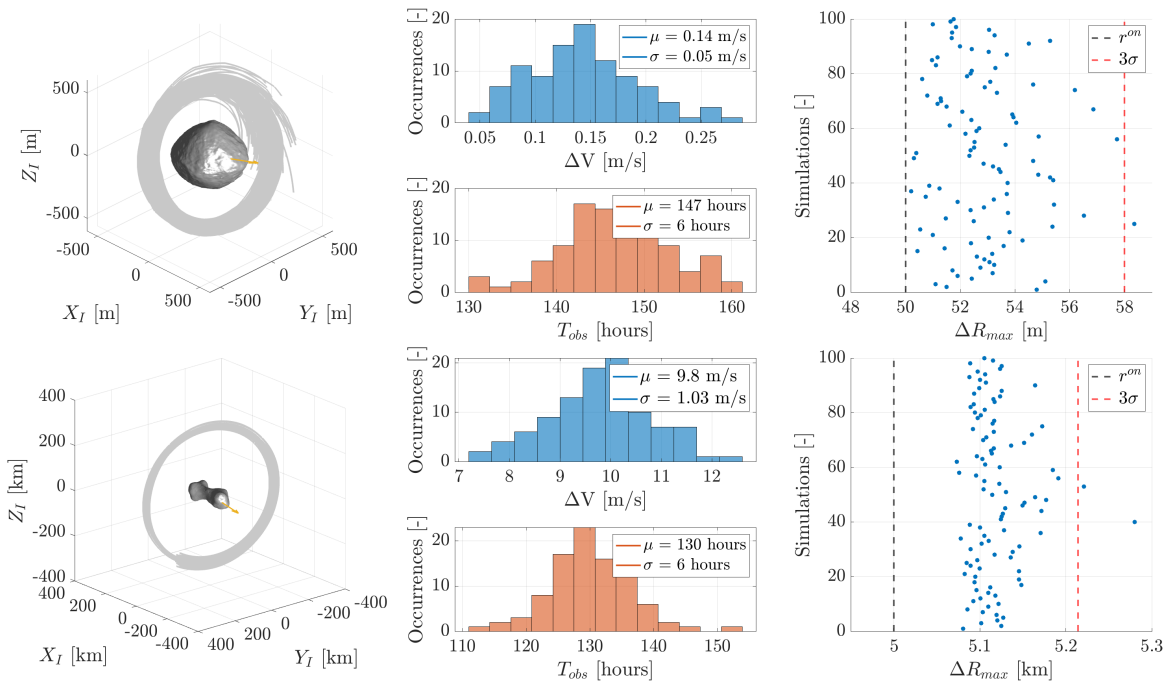 500
0
-500
Z_I [m]
-500
0
500
X_I [m]
-500
0
500
Y_I [m]
20
10
0
Occurrences [-]
μ = 0.14 m/s
σ = 0.05 m/s
0.05 0.1 0.15 0.2 0.25
ΔV [m/s]
20
10
0
Occurrences [-]
μ = 147 hours
σ = 6 hours
130 140 150 160
T_obs [hours]
100
80
60
40
20
0
Simulations [-]
r^on
3σ
48 50 52 54 56 58
ΔR_max [m]
400
200
0
-200
-400
Z_I [km]
200
0
-200
-400
X_I [km]
400
200
0
-200
-400
Y_I [km]
20
10
0
Occurrences [-]
μ = 9.8 m/s
σ = 1.03 m/s
7 8 9 10 11 12
ΔV [m/s]
20
10
0
Occurrences [-]
μ = 130 hours
σ = 6 hours
110 120 130 140 150
T_obs [hours]
100
80
60
40
20
0
Simulations [-]
r^on
3σ
5 5.1 5.2 5.3
ΔR_max [km]